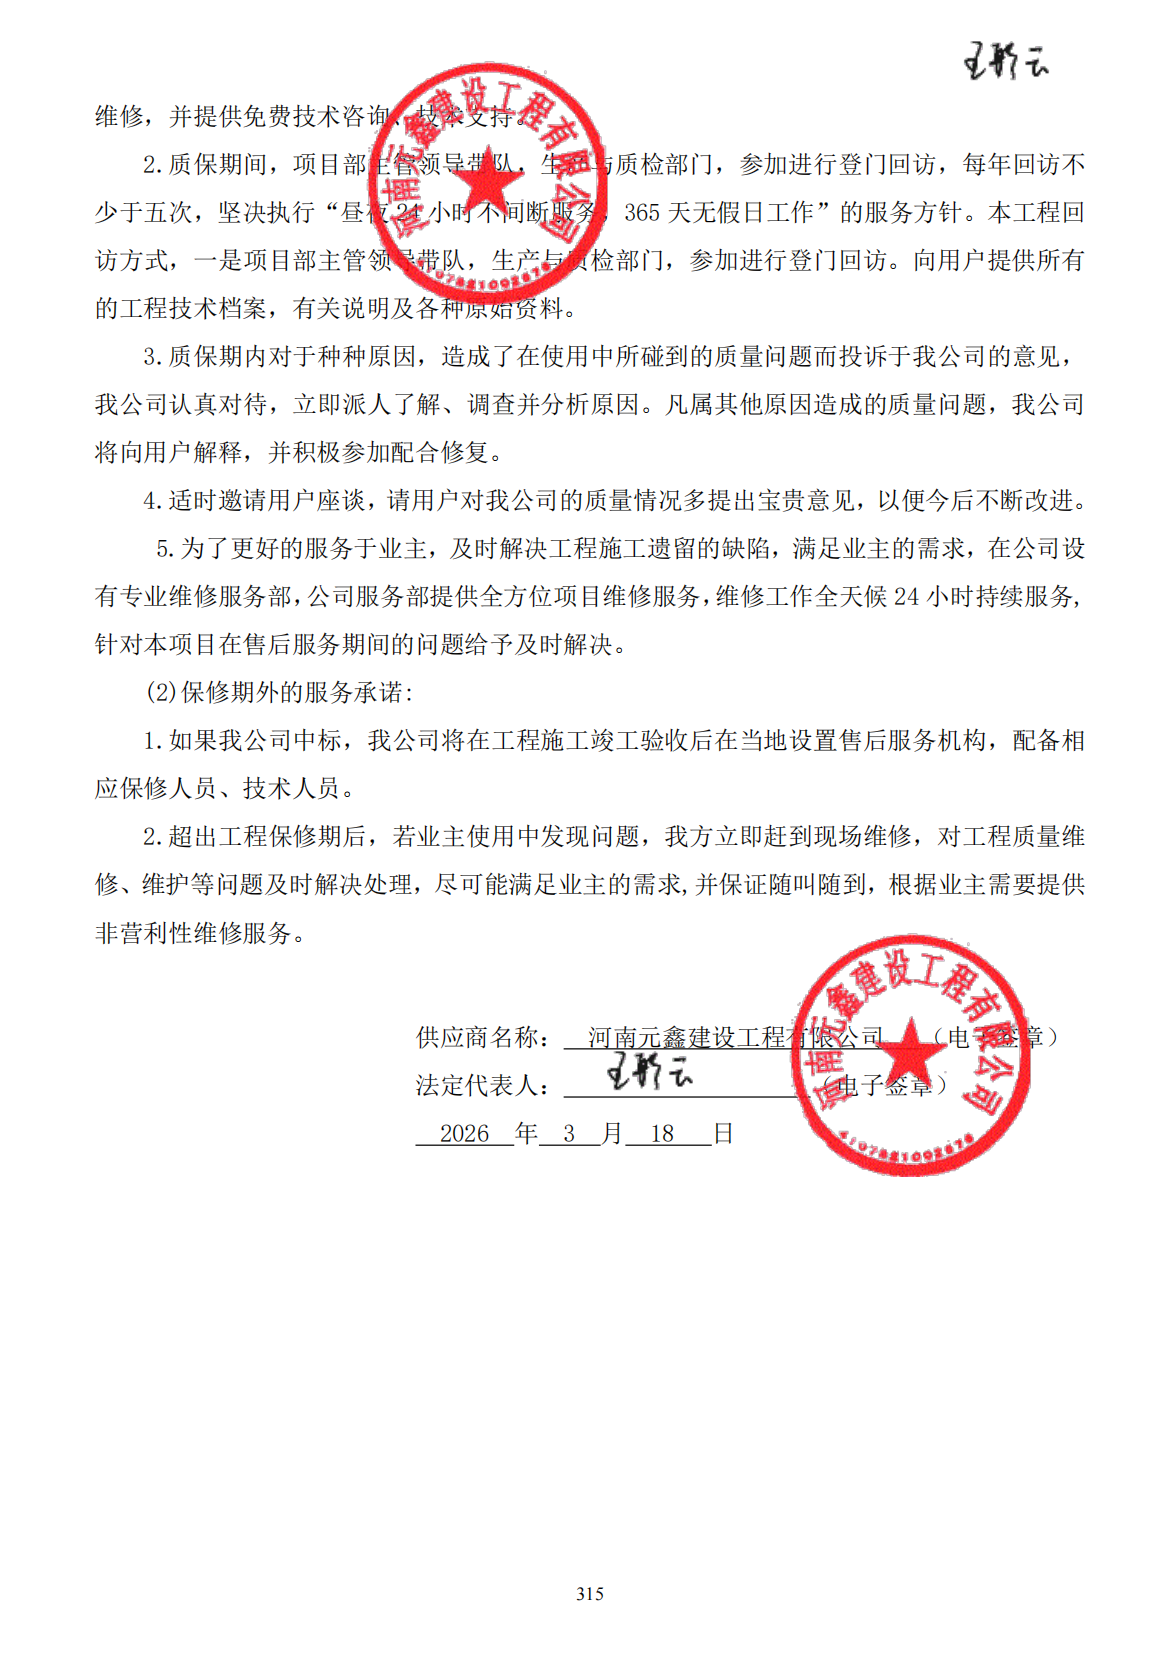 王彩云
维修，并提供免费技术咨询、技术支持。
2.质保期间，项目部主管领导带队，生产与质检部门，参加进行登门回访，每年回访不
少于五次，坚决执行“昼夜24小时不间断服务，365天无假日工作”的服务方针。本工程回
访方式，一是项目部主管领导带队，生产与质检部门，参加进行登门回访。向用户提供所有
的工程技术档案，有关说明及各种原始资料。
河南元鑫建设工程有限公司
3.质保期内对于种种原因，造成了在使用中所碰到的质量问题而投诉于我公司的意见，
我公司认真对待，立即派人了解、调查并分析原因。凡属其他原因造成的质量问题，我公司
将向用户解释，并积极参加配合修复。
4.适时邀请用户座谈，请用户对我公司的质量情况多提出宝贵意见，以便今后不断改进。
5.为了更好的服务于业主，及时解决工程施工遗留的缺陷，满足业主的需求，在公司设
有专业维修服务部，公司服务部提供全方位项目维修服务，维修工作全天候24小时持续服务，
针对本项目在售后服务期间的问题给予及时解决。
(2)保修期外的服务承诺：
1.如果我公司中标，我公司将在工程施工竣工验收后在当地设置售后服务机构，配备相
应保修人员、技术人员。
2.超出工程保修期后，若业主使用中发现问题，我方立即赶到现场维修，对工程质量维
修、维护等问题及时解决处理，尽可能满足业主的需求,并保证随叫随到，根据业主需要提供
非营利性维修服务。
供应商名称：河南元鑫建设工程有限公司（电子签章）
法定代表人：王彩云（电子签章）
2026年3月18日
河南元鑫建设工程有限公司
315